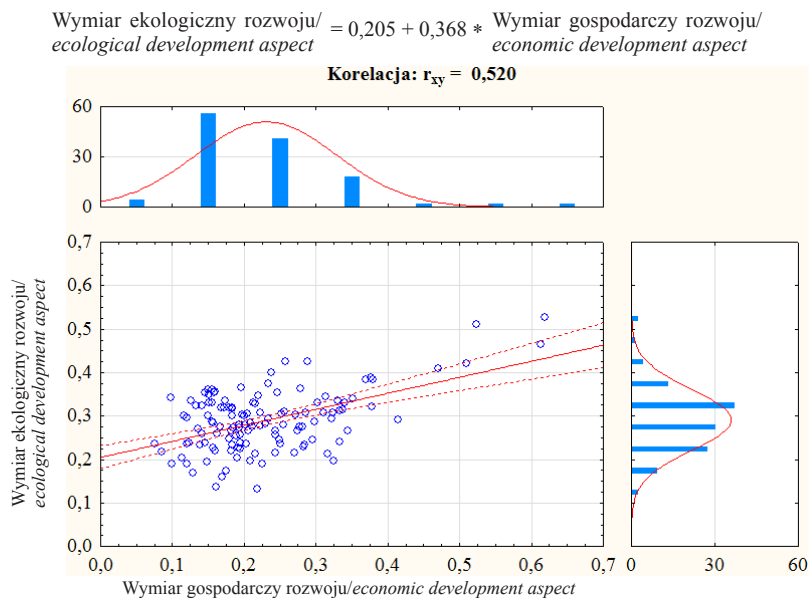 Wymiar ekologiczny rozwoju/ = 0,205 + 0,368 * Wymiar gospodarczy rozwoju/
ecological development aspect economic development aspect
Korelacja: rxy = 0,520
60
30
0
0,7
0,6
0,5
0,4
0,3
0,2
0,1
0,0
Wymiar ekologiczny rozwoju/
ecological development aspect
0,0 0,1 0,2 0,3 0,4 0,5 0,6 0,7
0 30 60
Wymiar gospodarczy rozwoju/economic development aspect